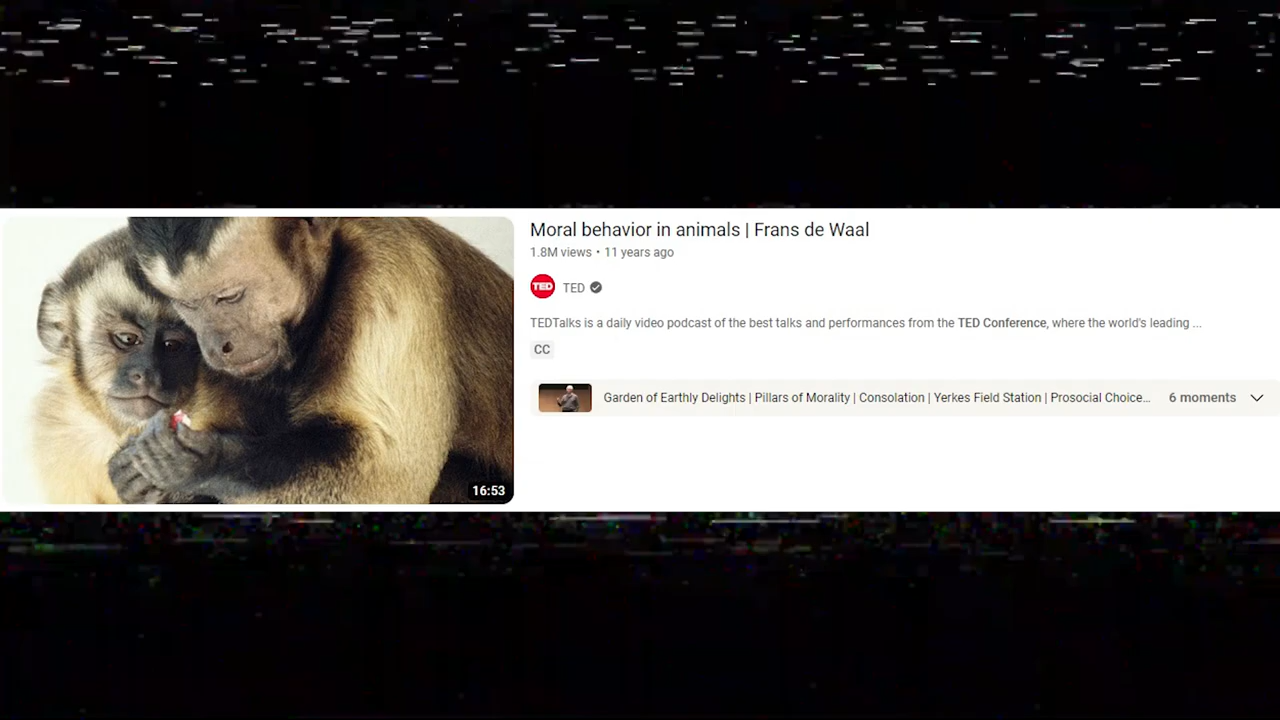 Moral behavior in animals | Frans de Waal
1.8M views • 11 years ago
TED TED
TEDTalks is a daily video podcast of the best talks and performances from the TED Conference, where the world's leading ...
CC
Garden of Earthly Delights | Pillars of Morality | Consolation | Yerkes Field Station | Prosocial Choice... 6 moments
16:53